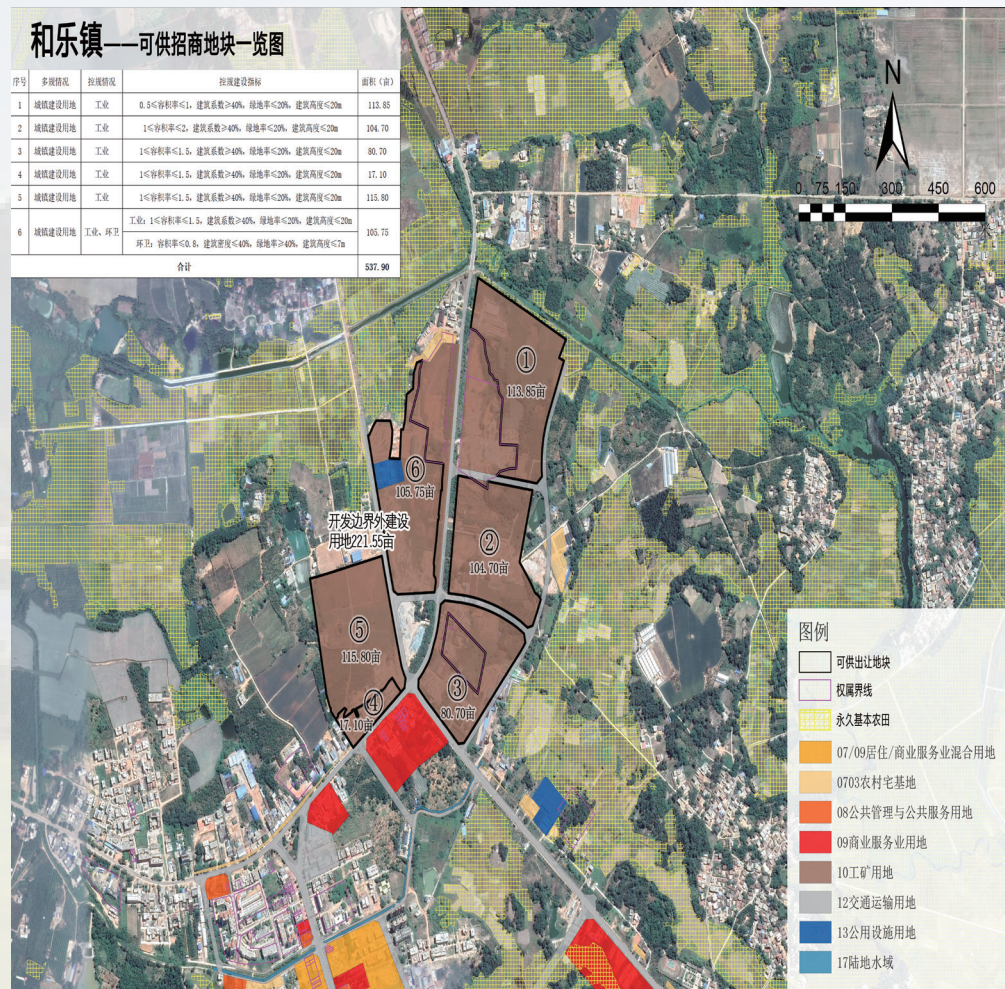 和乐镇——可供招商地块一览图
序号 多规情况 控规情况 控规建设指标 面积（亩）
1 城镇建设用地 工业 0.5≤容积率≤1，建筑系数≥40%，绿地率≤20%，建筑高度≤20m 113.85
2 城镇建设用地 工业 1≤容积率≤2，建筑系数≥40%，绿地率≤20%，建筑高度≤20m 104.70
3 城镇建设用地 工业 1≤容积率≤1.5，建筑系数≥40%，绿地率≤20%，建筑高度≤20m 80.70
4 城镇建设用地 工业 1≤容积率≤1.5，建筑系数≥40%，绿地率≤20%，建筑高度≤20m 17.10
5 城镇建设用地 工业 1≤容积率≤1.5，建筑系数≥40%，绿地率≤20%，建筑高度≤20m 115.80
6 城镇建设用地 工业、环卫 工业：1≤容积率≤1.5，建筑系数≥40%，绿地率≤20%，建筑高度≤20m 105.75
环卫：容积率≤0.8，建筑密度≤40%，绿地率≥40%，建筑高度≤7m
合计 537.90
N
0 75 150 300 450 600
米
①
113.85亩
⑥
105.75亩
开发边界外建设
用地221.55亩
②
104.70亩
⑤
115.80亩
③
80.70亩
④
17.10亩
图例
可供出让地块
权属界线
永久基本农田
07/09居住/商业服务业混合用地
0703农村宅基地
08公共管理与公共服务用地
09商业服务业用地
10工矿用地
12交通运输用地
13公用设施用地
17陆地水域